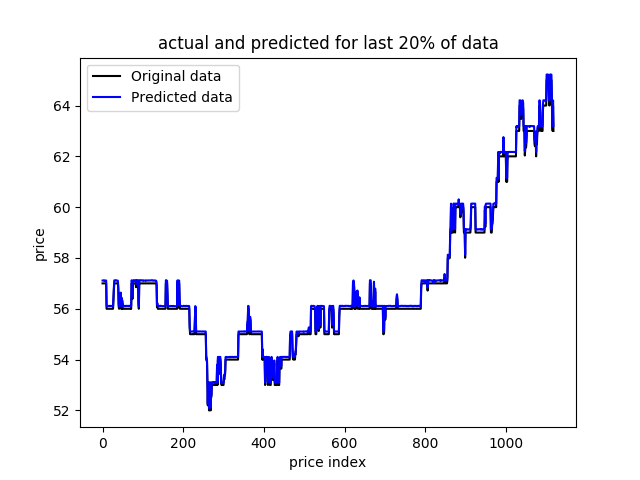 actual and predicted for last 20% of data
Original data
Predicted data
64
62
60
58
56
54
52
price
0 200 400 600 800 1000
price index